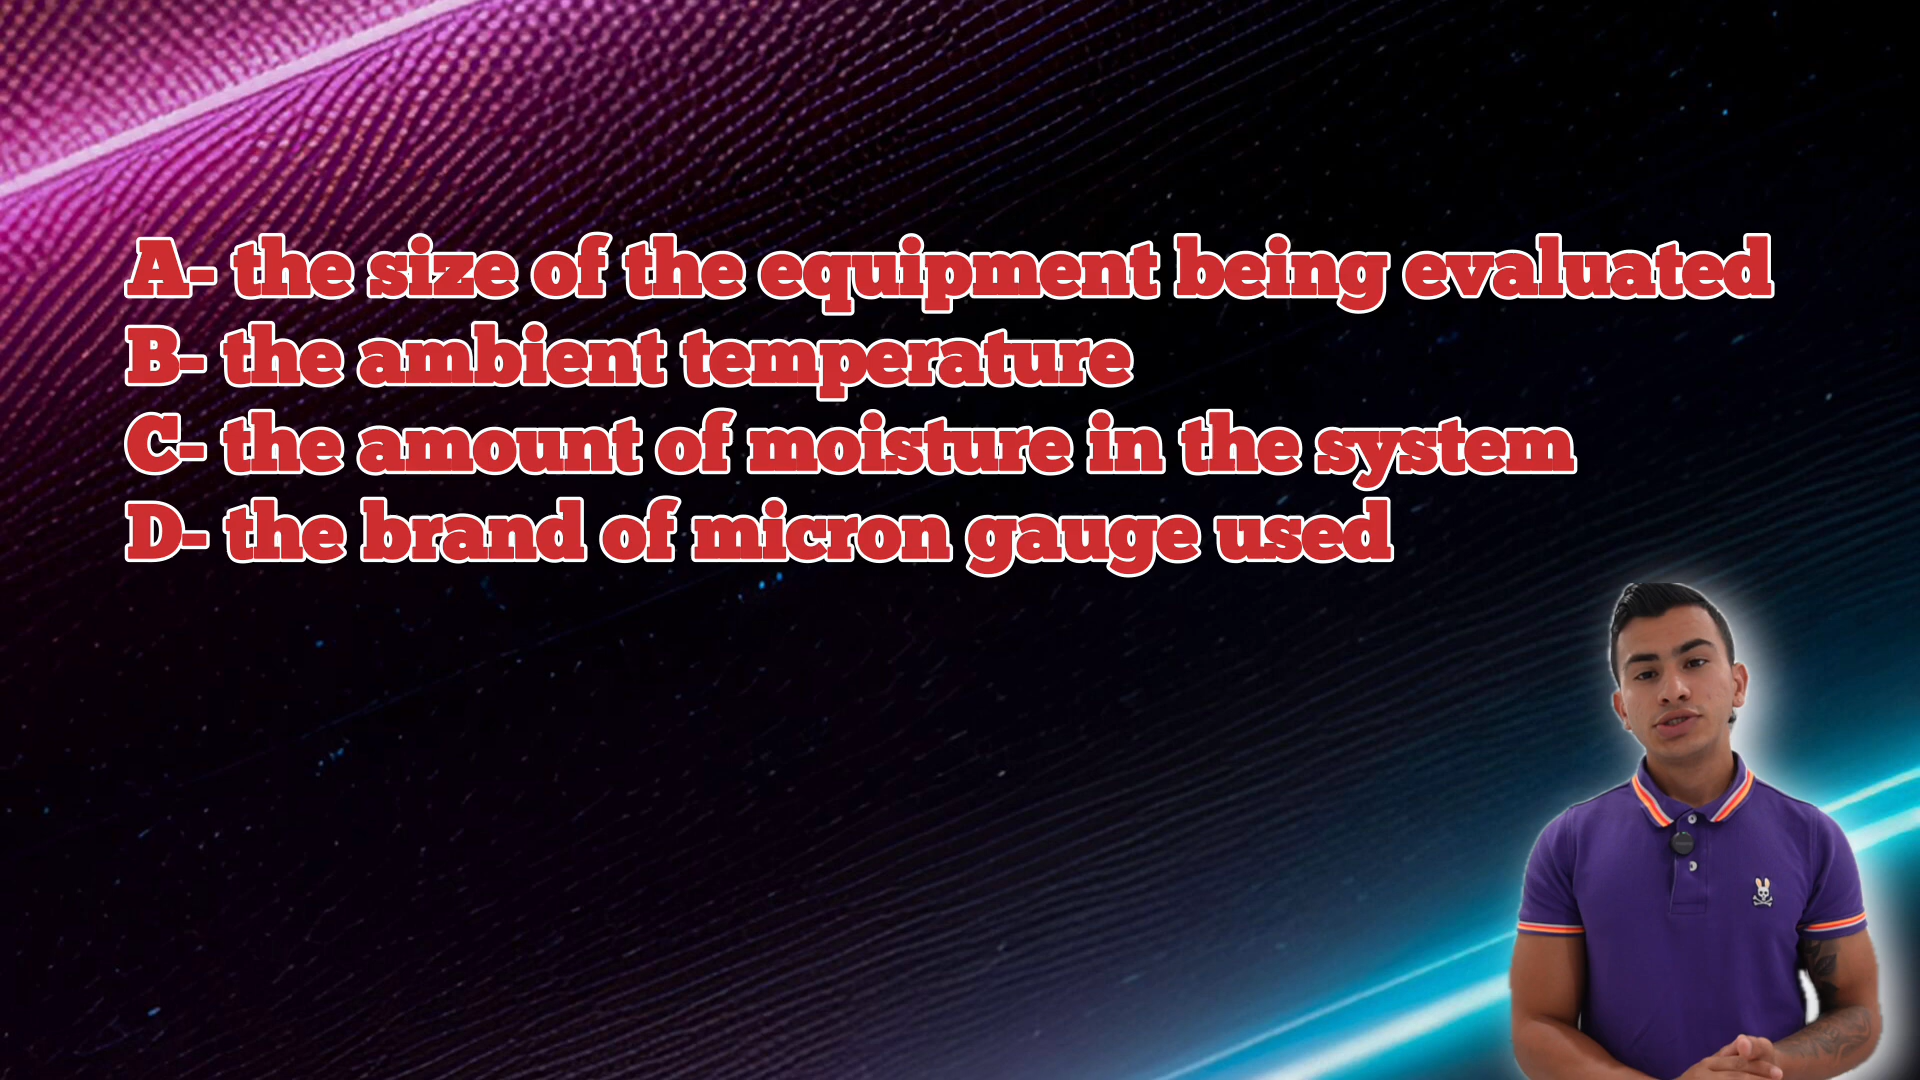 A- the size of the equipment being evaluated
B- the ambient temperature
C- the amount of moisture in the system
D- the brand of micron gauge used